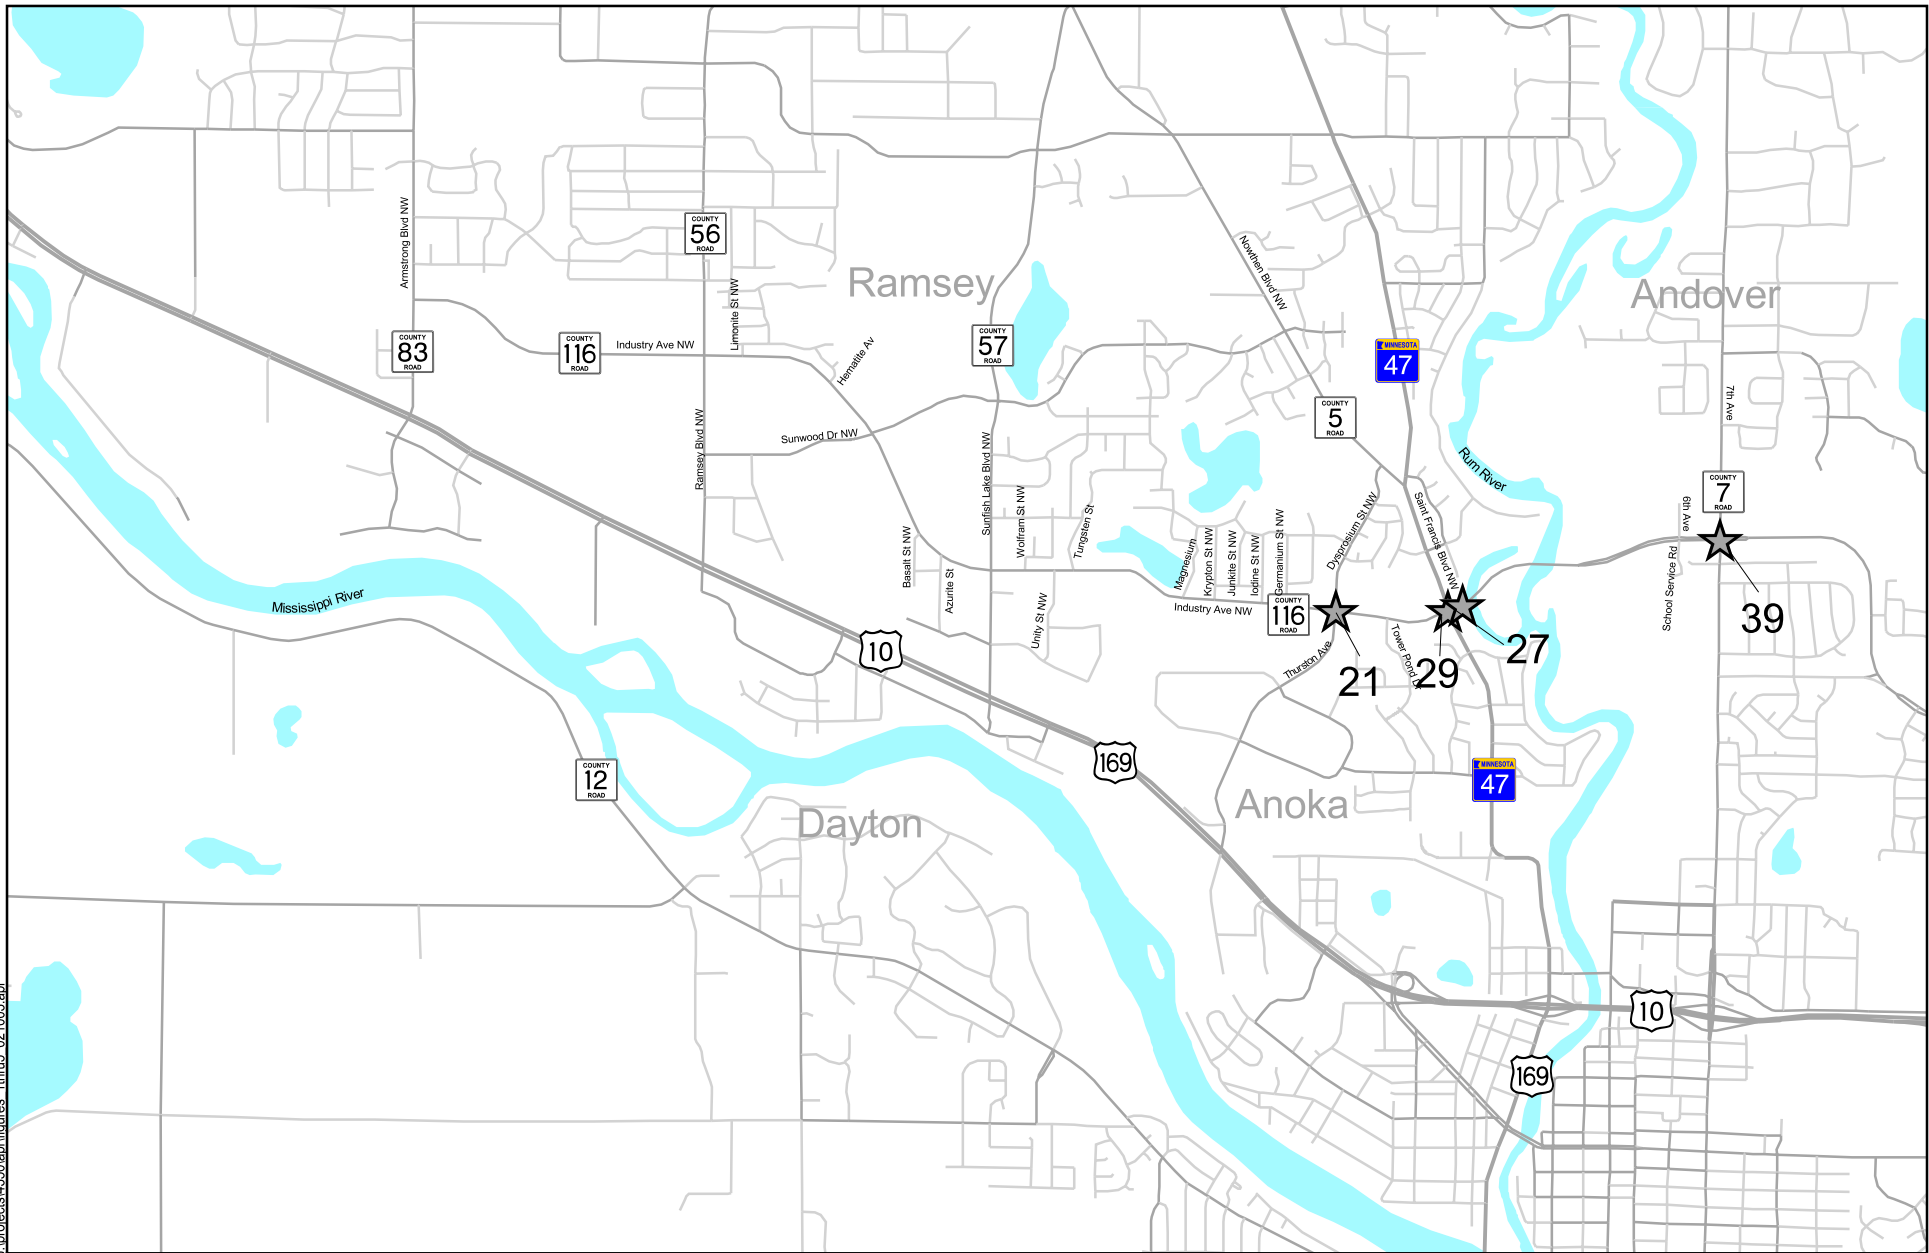 Armstrong Blvd NW
COUNTY
56
ROAD
Ramsey
Nowthen Blvd NW
Andover
Limonite St NW
COUNTY
83
ROAD
COUNTY
116
ROAD
Industry Ave NW
Hematite Av
COUNTY
57
ROAD
MINNESOTA
47
7th Ave
COUNTY
5
ROAD
Ramsey Blvd NW
Sunwood Dr NW
Sunfish Lake Blvd NW
Rum River
COUNTY
7
ROAD
6th Ave
Wolfram St NW
Tungsten St
Dysprosium St NW
Saint Francis Blvd NW
Basalt St NW
Azurite St
Magnesium
Krypton St NW
Junkite St NW
Iodine St NW
Germanium St NW
School Service Rd
Mississippi River
Industry Ave NW
COUNTY
116
ROAD
Unity St NW
39
10
Thurston Ave
Tower Pond Dr
21
29
27
169
COUNTY
12
ROAD
MINNESOTA
47
Anoka
Dayton
10
169